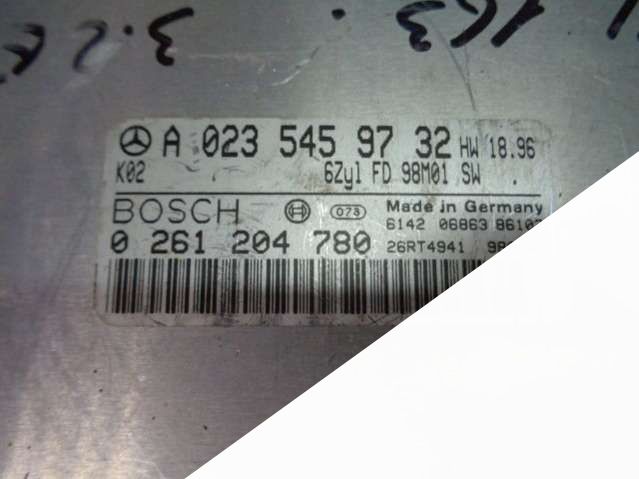 163.
3.2
A 023 545 97 32 HW 18.96
K02 6Zyl FD 98M01 SW .
BOSCH 073 Made in Germany
0 261 204 780 6142 06863
26RT4941